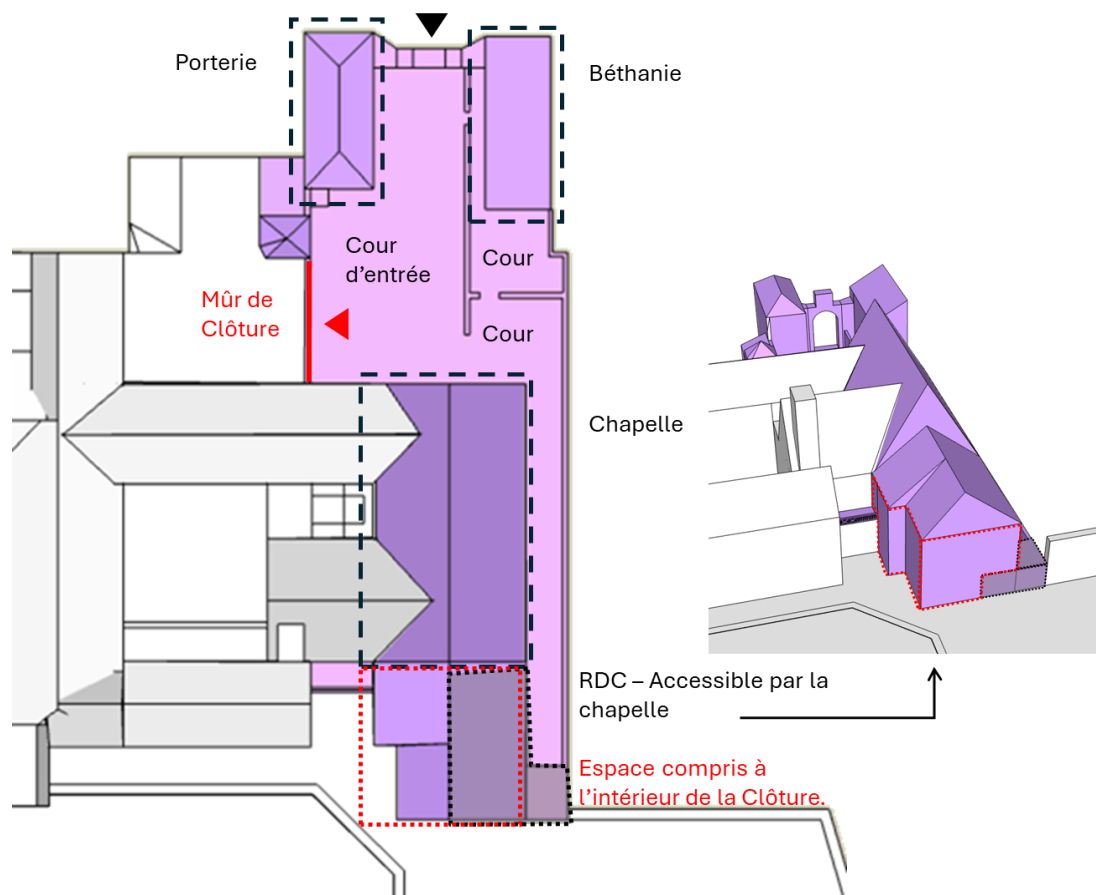 Porterie
Béthanie
Cour
d’entrée
Cour
Mûr de
Clôture
Cour
Chapelle
RDC – Accessible par la
chapelle
Espace compris à
l’intérieur de la Clôture.